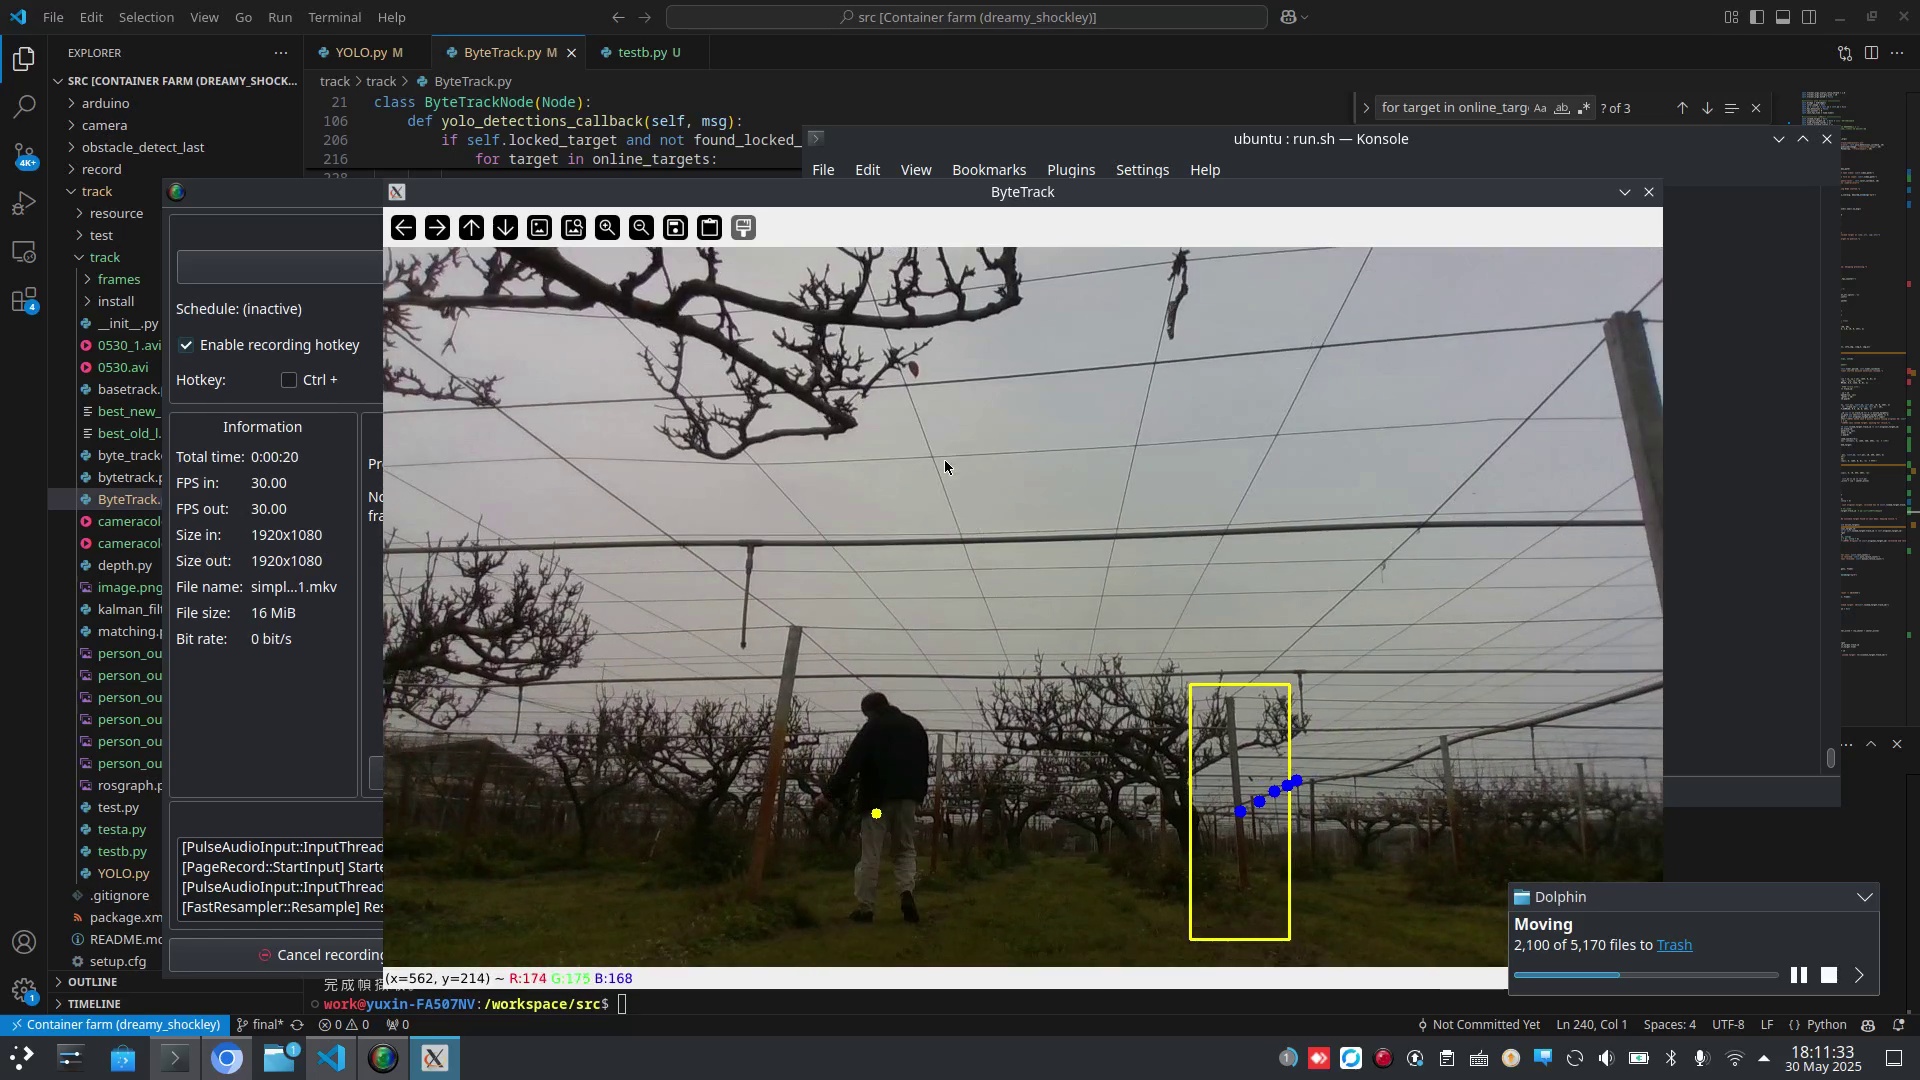 File Edit Selection View Go Run Terminal Help
src [Container farm (dreamy_shockley)]
EXPLORER
YOLO.py M
ByteTrack.py M
testb.py U
SRC [CONTAINER FARM (DREAMY_SHOCK...
track > track > ByteTrack.py
arduino
camera
obstacle_detect_last
record
track
resource
test
track
frames
install
__init__.py
0530_1.avi
0530.avi
basetrack.
best_new_
best_old_l.
byte_track
bytetrack.p
ByteTrack.
cameracol
cameracol
depth.py
image.png
kalman_filt
matching.p
person_ou
person_ou
person_ou
person_ou
person_ou
person_ou
rosgraph.p
test.py
testa.py
testb.py
YOLO.py
.gitignore
package.xm
README.md
setup.cfg
OUTLINE
TIMELINE
4K+
4
1
21 class ByteTrackNode(Node):
106 def yolo_detections_callback(self, msg):
206 if self.locked_target and not found_locked_
216 for target in online_targets:
for target in online_targ
Aa ab .*
? of 3
ubuntu : run.sh — Konsole
File Edit View Bookmarks Plugins Settings Help
ByteTrack
Schedule: (inactive)
Enable recording hotkey
Hotkey: Ctrl +
Information
Total time: 0:00:20
FPS in: 30.00
FPS out: 30.00
Size in: 1920x1080
Size out: 1920x1080
File name: simpl...1.mkv
File size: 16 MiB
Bit rate: 0 bit/s
Pr
No
fra
[PulseAudioInput::InputThread
[PageRecord::StartInput] Starte
[PulseAudioInput::InputThread
[FastResampler::Resample] Res
Cancel recording
(x=562, y=214) ~ R:174 G:175 B:168
work@yuxin-FA507NV:/workspace/src$
Dolphin
Moving
2,100 of 5,170 files to Trash
Container farm (dreamy_shockley)
final*
0 0
0
Not Committed Yet
Ln 240, Col 1
Spaces: 4
UTF-8
LF
{} Python
1
1
18:11:33
30 May 2025